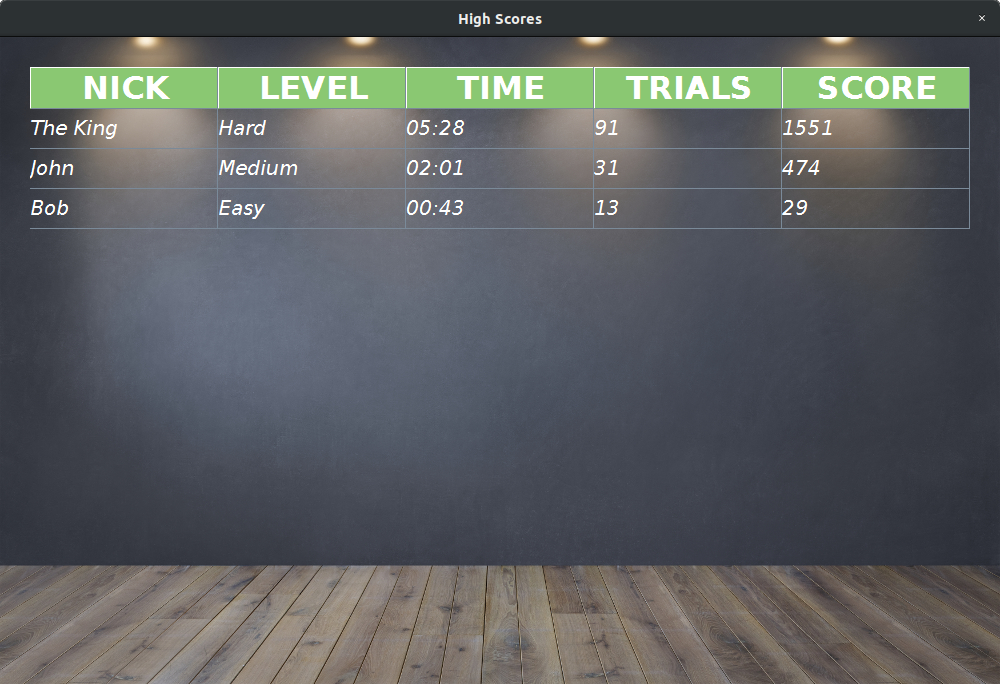 High Scores
NICK LEVEL TIME TRIALS SCORE
The King Hard 05:28 91 1551
John Medium 02:01 31 474
Bob Easy 00:43 13 29